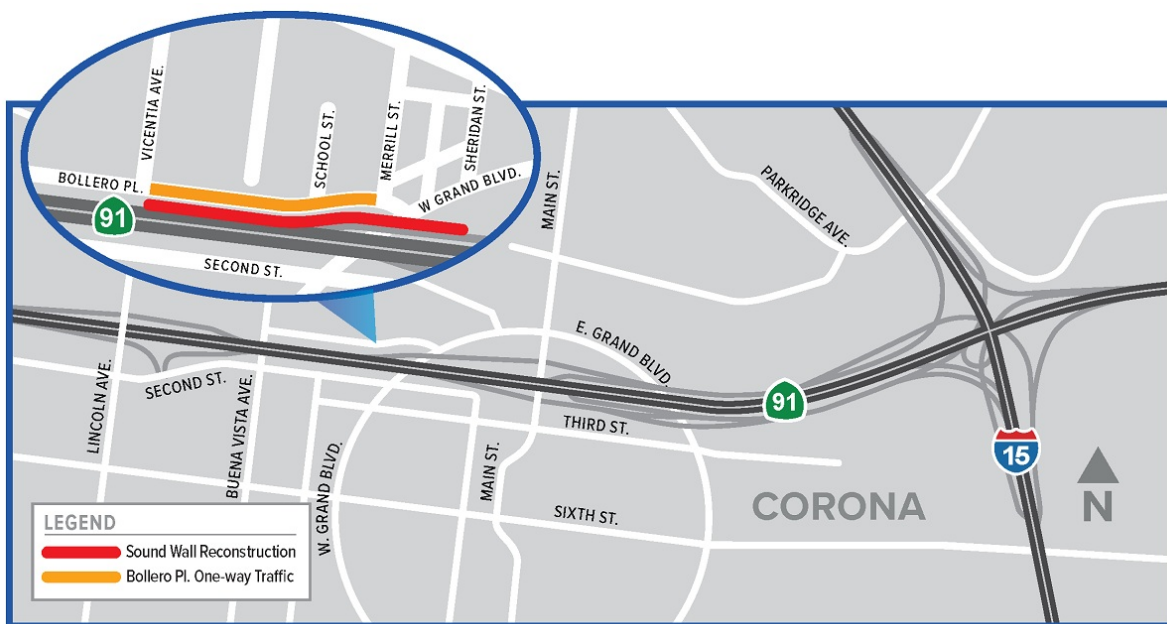 VICENTIA AVE.
SCHOOL ST.
MERRILL ST.
SHERIDAN ST.
BOLLERO PL.
W GRAND BLVD.
91
SECOND ST.
MAIN ST.
PARKRIDGE AVE.
E. GRAND BLVD.
LINCOLN AVE.
SECOND ST.
BUENA VISTA AVE.
W. GRAND BLVD.
MAIN ST.
THIRD ST.
91
15
SIXTH ST.
CORONA
N
LEGEND
Sound Wall Reconstruction
Bollero Pl. One-way Traffic